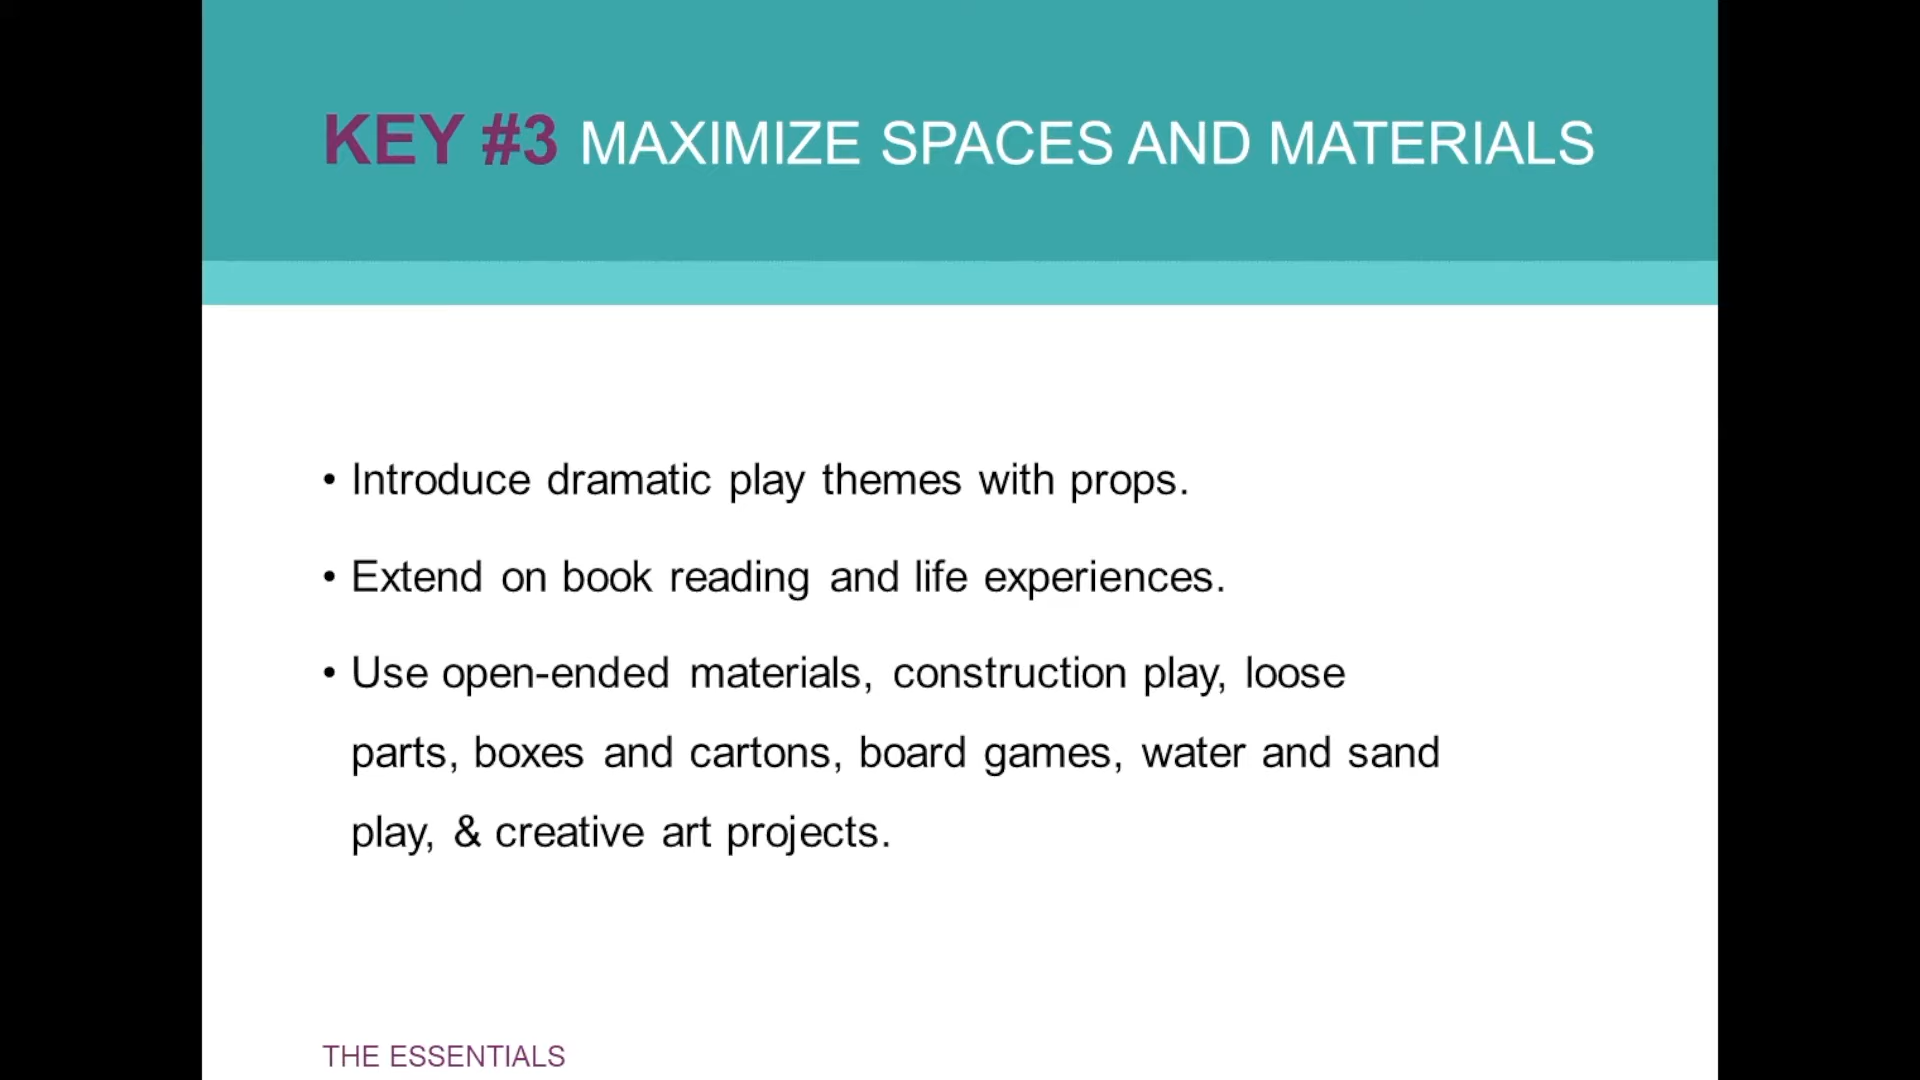 KEY #3 MAXIMIZE SPACES AND MATERIALS
• Introduce dramatic play themes with props.
• Extend on book reading and life experiences.
• Use open-ended materials, construction play, loose
parts, boxes and cartons, board games, water and sand
play, & creative art projects.
THE ESSENTIALS